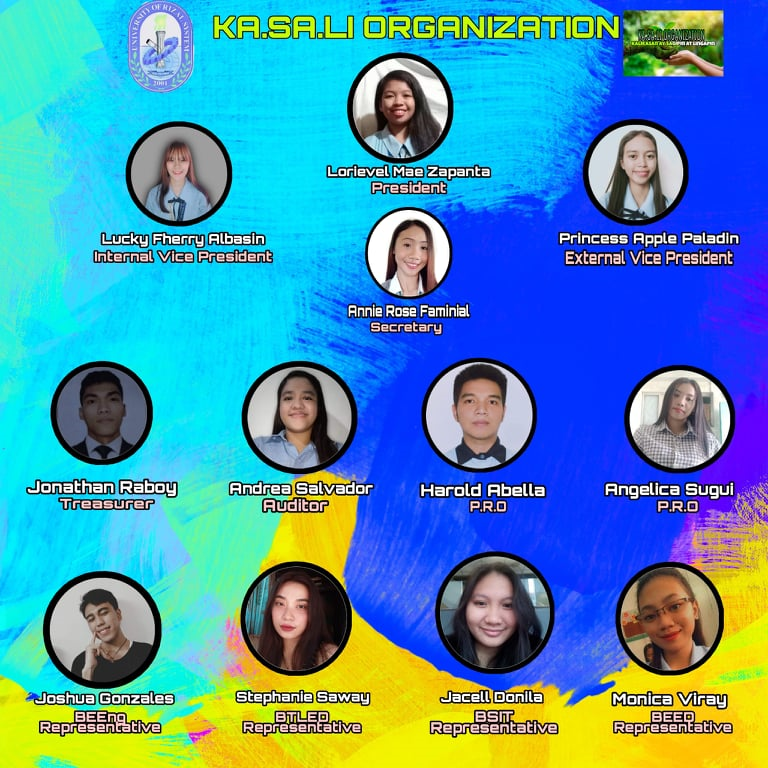 UNIVERSITY OF RIZAL SYSTEM
2001
KA.SA.LI ORGANIZATION
KA.SA.LI ORGANIZATION
KALIKASAN AY SAGIPIN AT LINGAPIN
Lorievel Mae Zapanta
President
Lucky Fherry Albasin
Internal Vice President
Princess Apple Paladin
External Vice President
Annie Rose Faminial
Secretary
Jonathan Raboy
Treasurer
Andrea Salvador
Auditor
Harold Abella
P.R.O
Angelica Sugui
P.R.O
Joshua Gonzales
BEEng
Representative
Stephanie Saway
BTLED
Representative
Jacell Donila
BSIT
Representative
Monica Viray
BEED
Representative